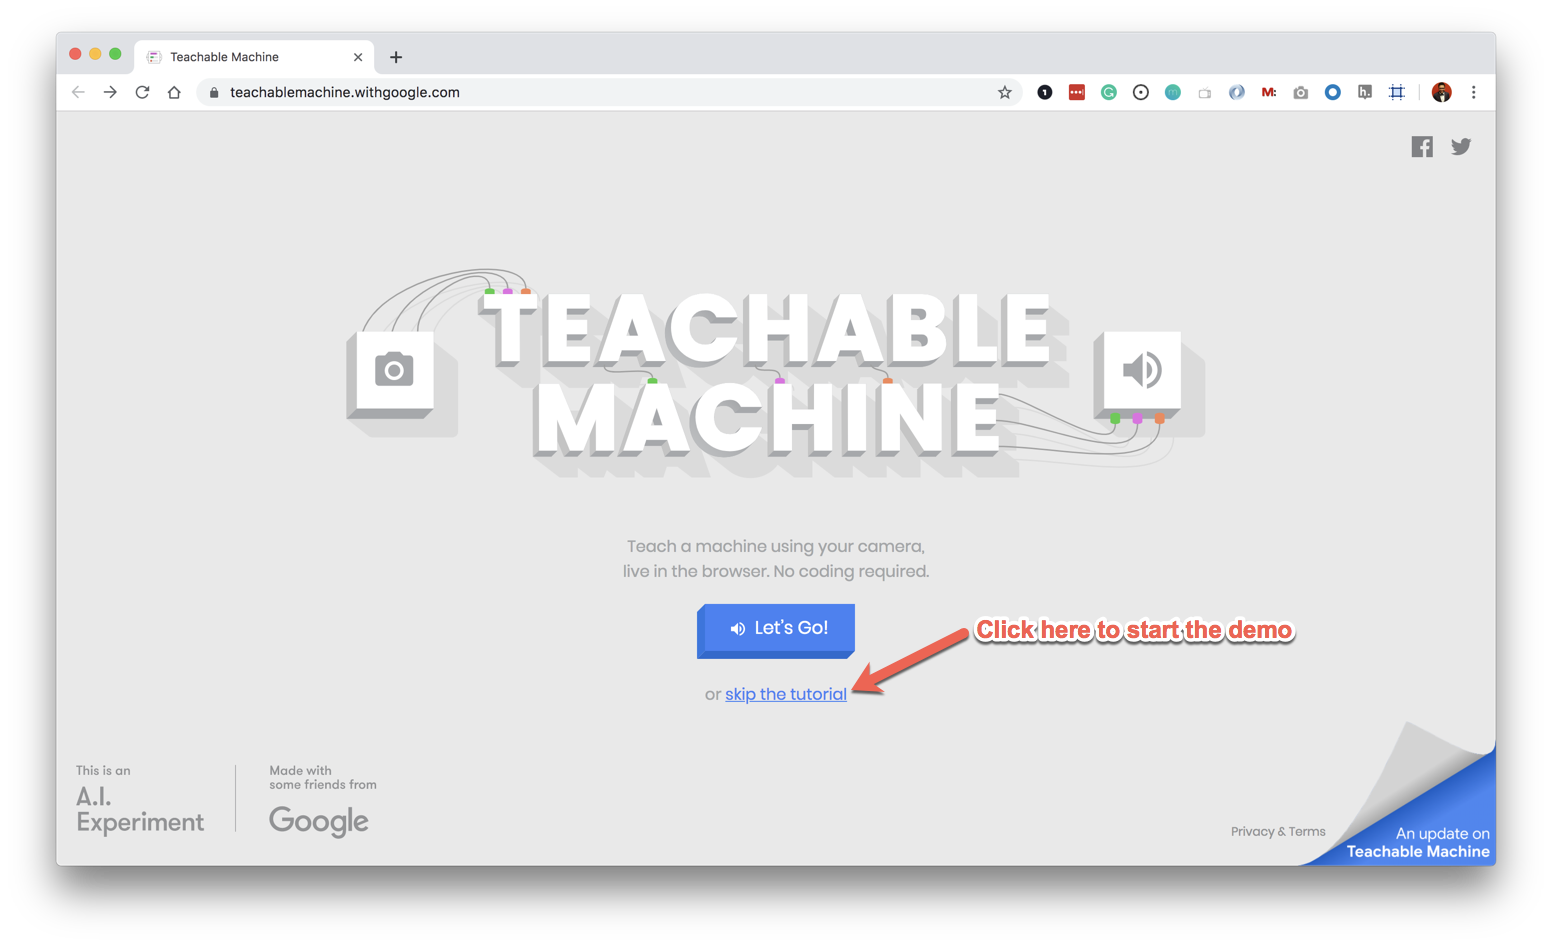 Teachable Machine
teachablemachine.withgoogle.com
TEACHABLE
MACHINE
Teach a machine using your camera,
live in the browser. No coding required.
Let's Go!
Click here to start the demo
or skip the tutorial
This is an
A.I.
Experiment
Made with
some friends from
Google
Privacy & Terms
An update on
Teachable Machine